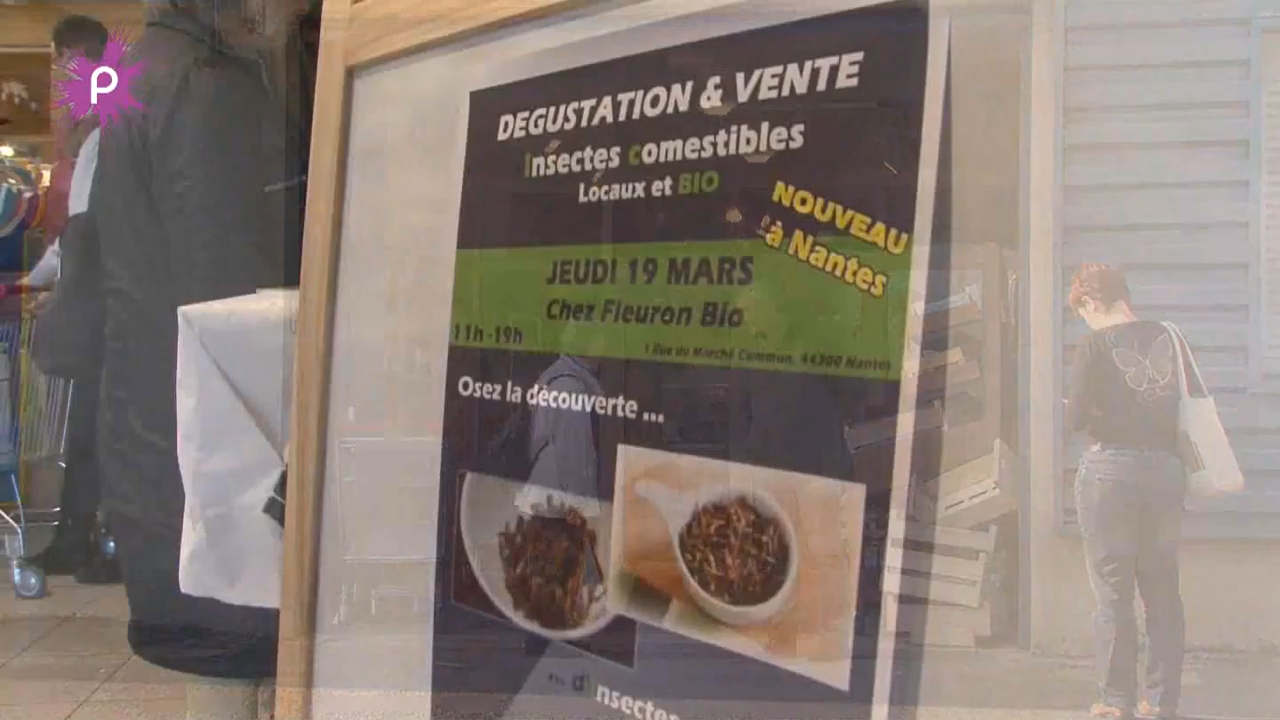 P
DEGUSTATION & VENTE
Insectes comestibles
Locaux et BIO
NOUVEAU
à Nantes
JEUDI 19 MARS
Chez Fleuron Bio
11h-19h
1 Rue du Marché Commun, 44300 Nantes
Osez la découverte ...
d'Insectes